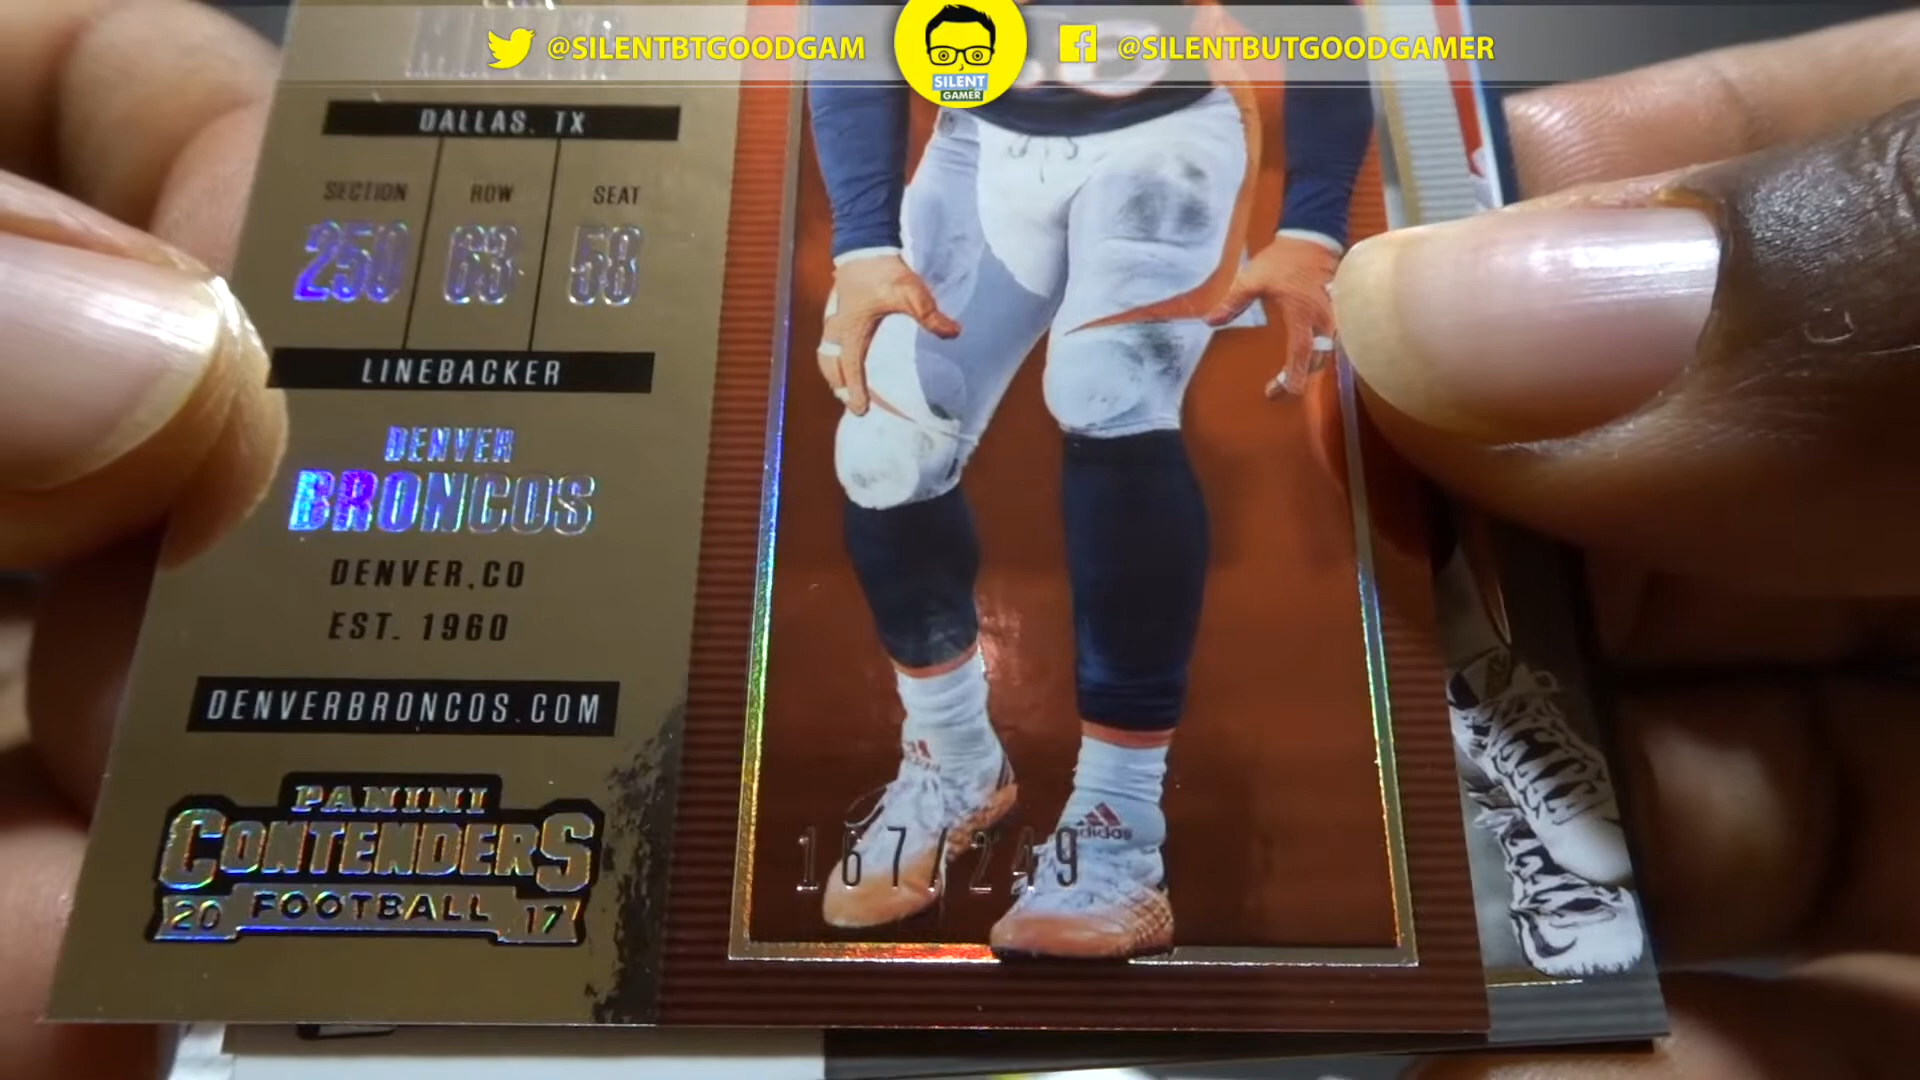 @SILENTBTGOODGAM
SILENT
GAMER
@SILENTBUTGOODGAMER
DALLAS, TX
SECTION ROW SEAT
250 63 58
LINEBACKER
DENVER
BRONCOS
DENVER, CO
EST. 1960
DENVERBRONCOS.COM
PANINI
CONTENDERS
20 FOOTBALL 17
adidas
167/249